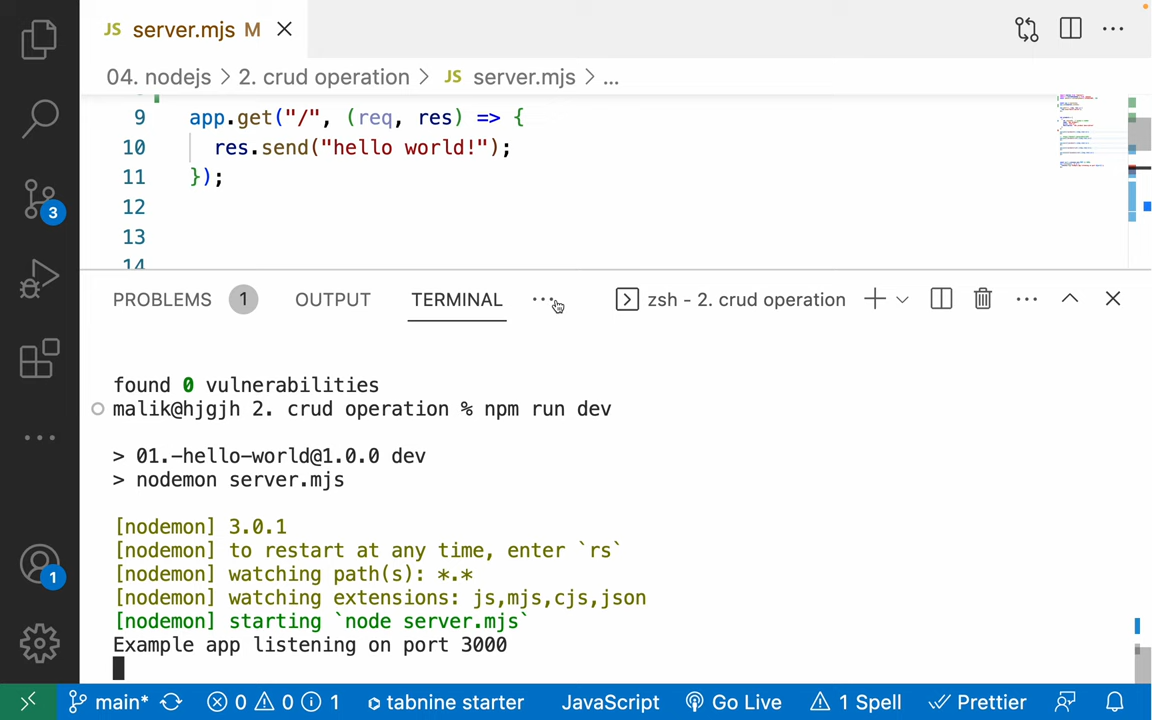 JS server.mjs M
04. nodejs > 2. crud operation > JS server.mjs > ...
9 app.get("/", (req, res) => {
10 res.send("hello world!");
11 });
12
13
14
3
PROBLEMS 1 OUTPUT TERMINAL ... zsh - 2. crud operation
found 0 vulnerabilities
malik@hjgjh 2. crud operation % npm run dev
> 01.-hello-world@1.0.0 dev
> nodemon server.mjs
[nodemon] 3.0.1
[nodemon] to restart at any time, enter `rs`
[nodemon] watching path(s): *.*
[nodemon] watching extensions: js,mjs,cjs,json
[nodemon] starting `node server.mjs`
Example app listening on port 3000
1
main* 0 0 1 tabnine starter JavaScript Go Live 1 Spell Prettier